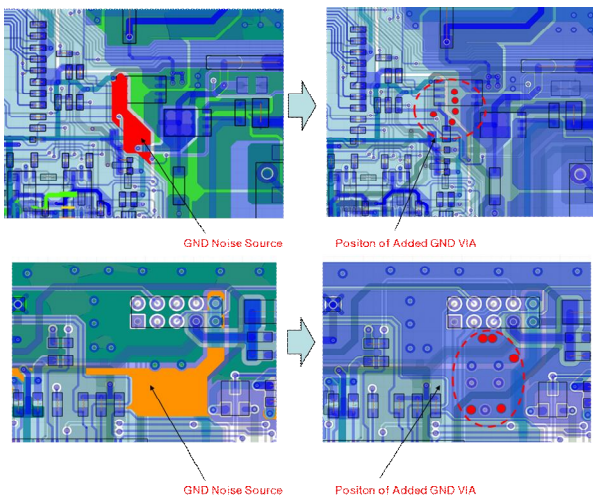 GND Noise Source
Positon of Added GND VIA
GND Noise Source
Positon of Added GND VIA